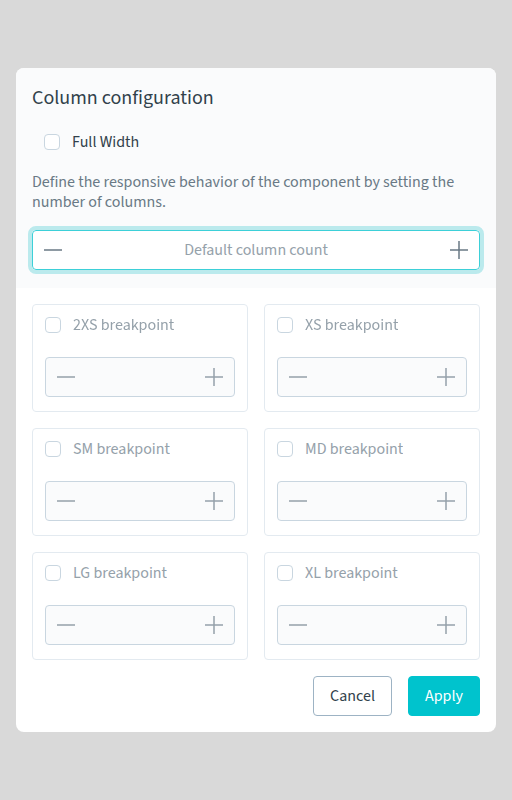 Column configuration
Full Width
Define the responsive behavior of the component by setting the
number of columns.
Default column count
2XS breakpoint
XS breakpoint
SM breakpoint
MD breakpoint
LG breakpoint
XL breakpoint
Cancel
Apply